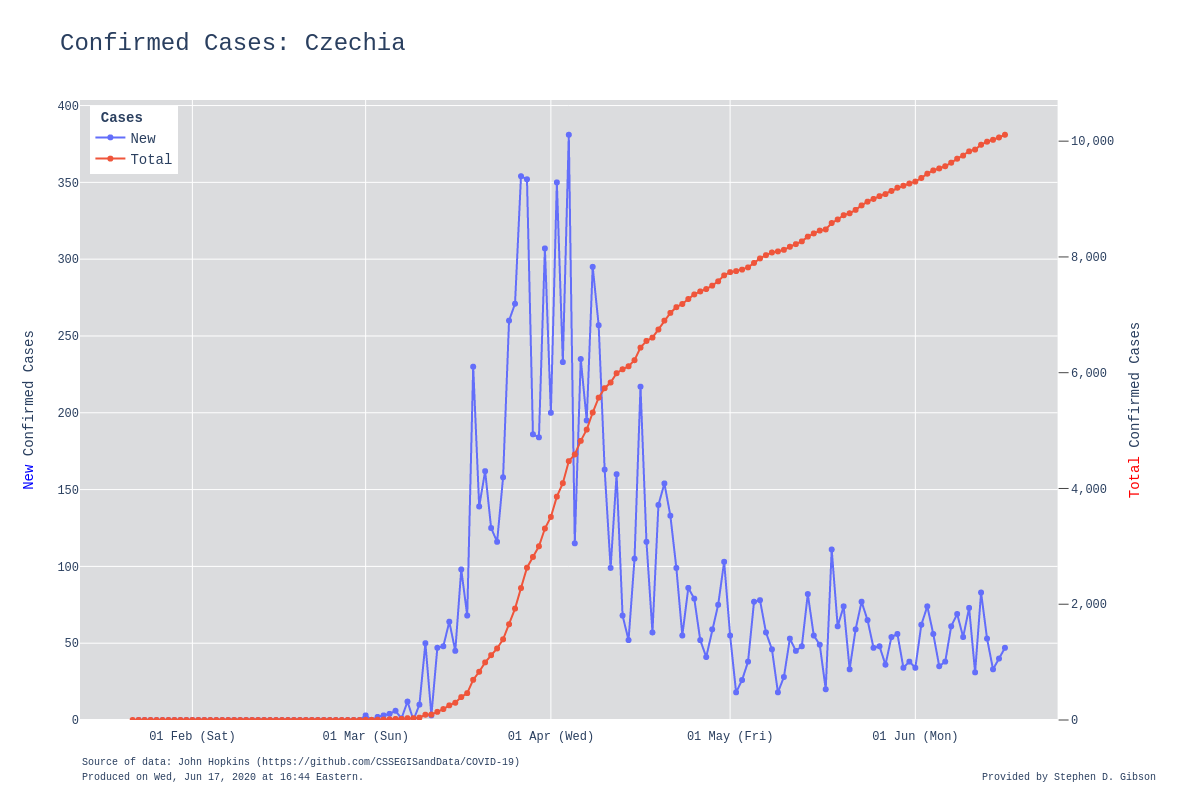 Confirmed Cases: Czechia
Cases
New
Total
400
350
300
250
200
150
100
50
0
10,000
8,000
6,000
4,000
2,000
0
New Confirmed Cases
Total Confirmed Cases
01 Feb (Sat) 01 Mar (Sun) 01 Apr (Wed) 01 May (Fri) 01 Jun (Mon)
Source of data: John Hopkins (https://github.com/CSSEGISandData/COVID-19)
Produced on Wed, Jun 17, 2020 at 16:44 Eastern.
Provided by Stephen D. Gibson